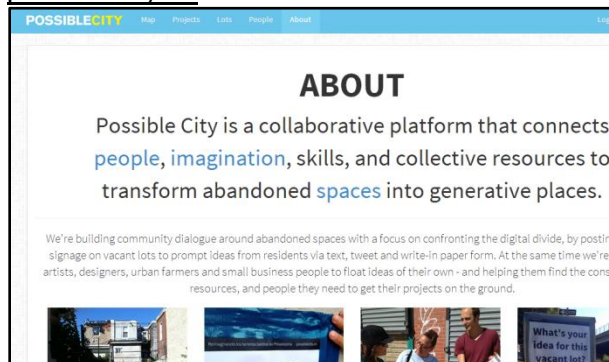 POSSIBLECITY Map Projects Lots People About
ABOUT
Possible City is a collaborative platform that connects
people, imagination, skills, and collective resources to
transform abandoned spaces into generative places.
We're building community dialogue around abandoned spaces with a focus on confronting the digital divide, by
signage on vacant lots to prompt ideas from residents via text, tweet and write-in paper form. At the same time we're
artists, designers, urban farmers and small business people to float ideas of their own - and helping them find the
resources, and people they need to get their projects on the ground.
What's your
idea for this
vacant lot?